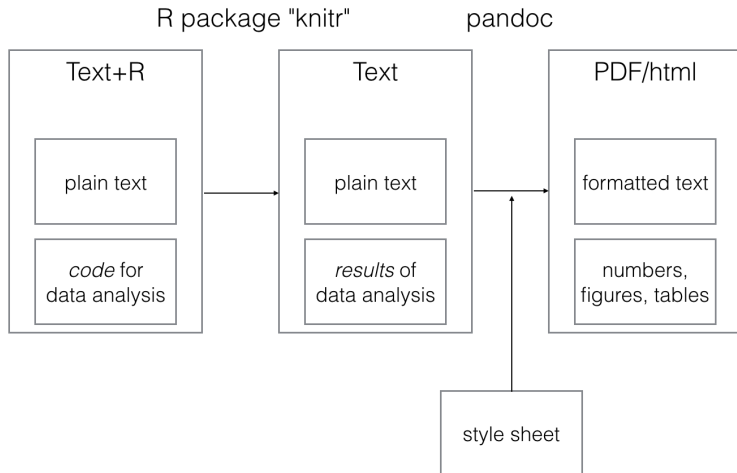 R package "knitr"
pandoc
Text+R
plain text
code for
data analysis
Text
plain text
results of
data analysis
PDF/html
formatted text
numbers,
figures, tables
style sheet